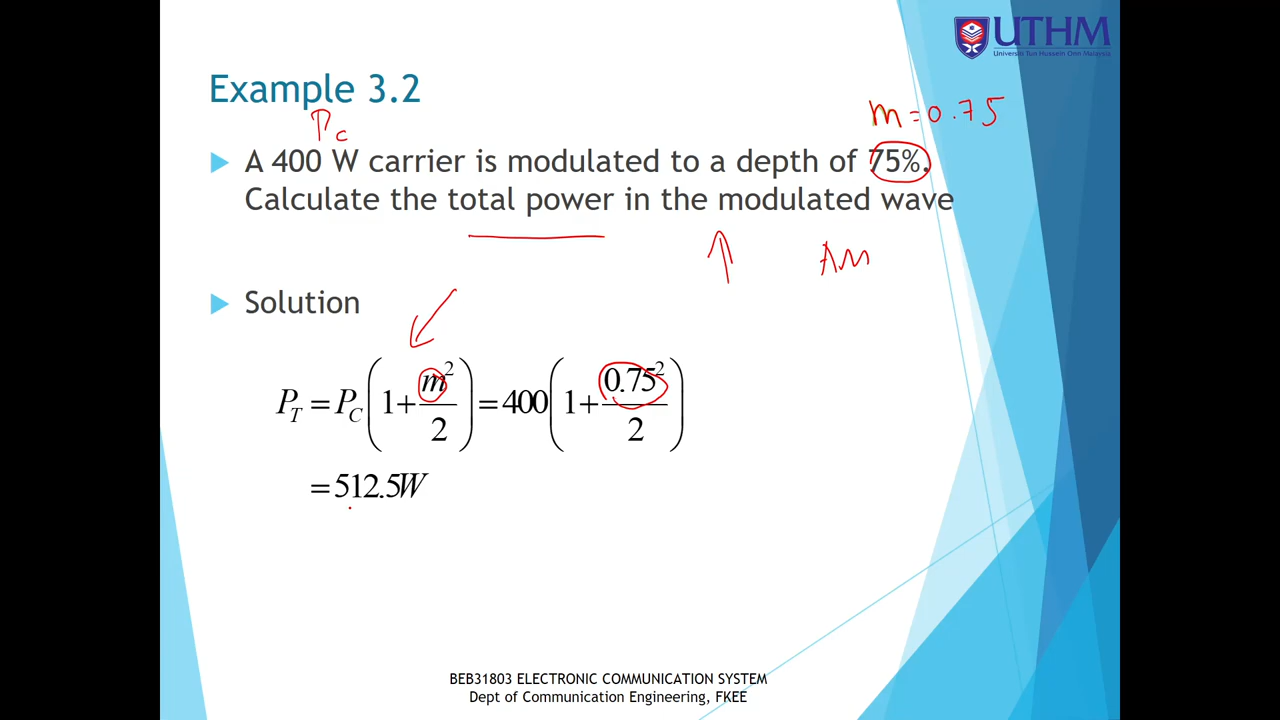 UTHM
Universiti Tun Hussein Onn Malaysia
Example 3.2
Pc
m = 0.75
A 400 W carrier is modulated to a depth of 75%.
Calculate the total power in the modulated wave
AM
Solution
P_T = P_C (1 + m²/2) = 400 (1 + 0.75²/2)
= 512.5W
BEB31803 ELECTRONIC COMMUNICATION SYSTEM
Dept of Communication Engineering, FKEE